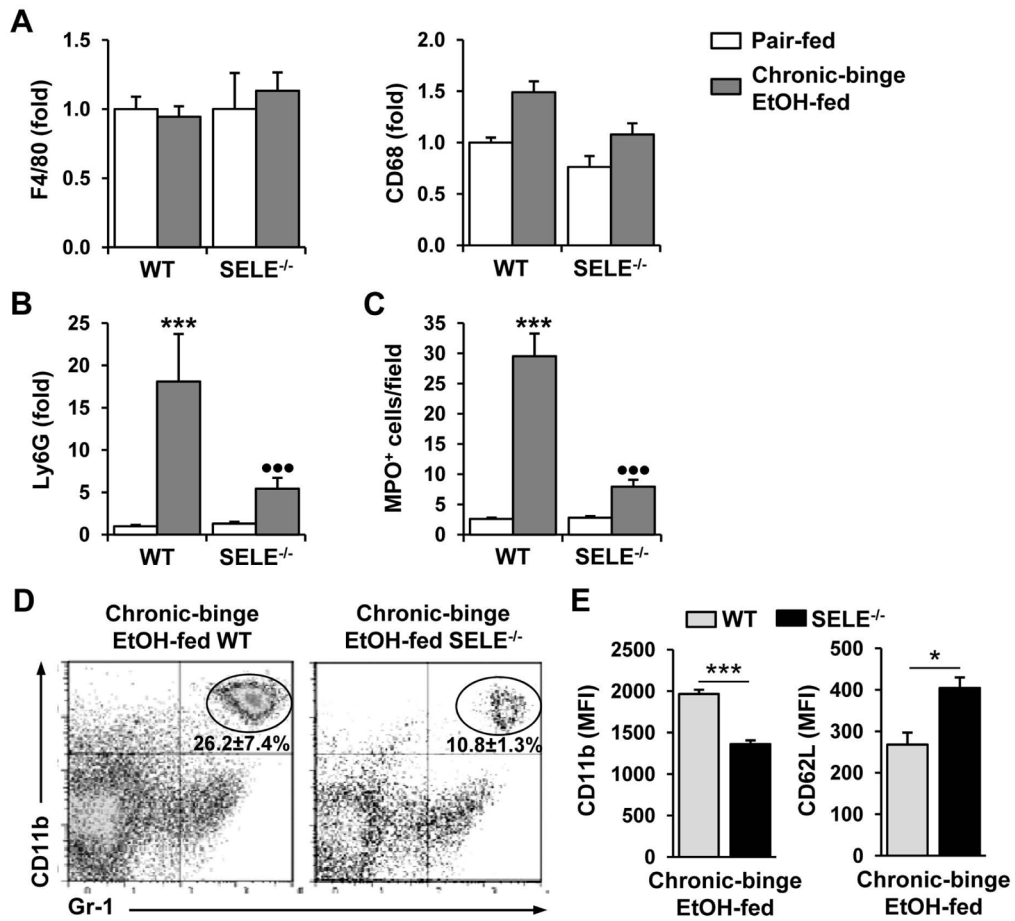 A
F4/80 (fold)
1.5
1.0
0.5
0.0
WT
SELE-/-
CD68 (fold)
2.0
1.5
1.0
0.5
0.0
WT
SELE-/-
Pair-fed
Chronic-binge
EtOH-fed
B
Ly6G (fold)
25
20
15
10
5
0
***
•••
WT
SELE-/-
C
MPO+ cells/field
35
30
25
20
15
10
5
0
***
•••
WT
SELE-/-
D
Chronic-binge
EtOH-fed WT
Chronic-binge
EtOH-fed SELE-/-
26.2±7.4%
10.8±1.3%
CD11b
Gr-1
E
WT
SELE-/-
CD11b (MFI)
2500
2000
1500
1000
500
0
***
Chronic-binge
EtOH-fed
CD62L (MFI)
500
400
300
200
100
0
*
Chronic-binge
EtOH-fed